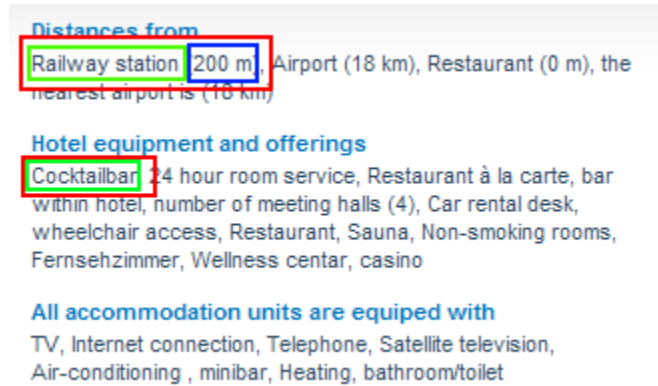 Distances from
Railway station (200 m), Airport (18 km), Restaurant (0 m), the
nearest airport is (18 km)
Hotel equipment and offerings
Cocktailbar, 24 hour room service, Restaurant à la carte, bar
within hotel, number of meeting halls (4), Car rental desk,
wheelchair access, Restaurant, Sauna, Non-smoking rooms,
Fernsehzimmer, Wellness centar, casino
All accommodation units are equiped with
TV, Internet connection, Telephone, Satellite television,
Air-conditioning , minibar, Heating, bathroom/toilet